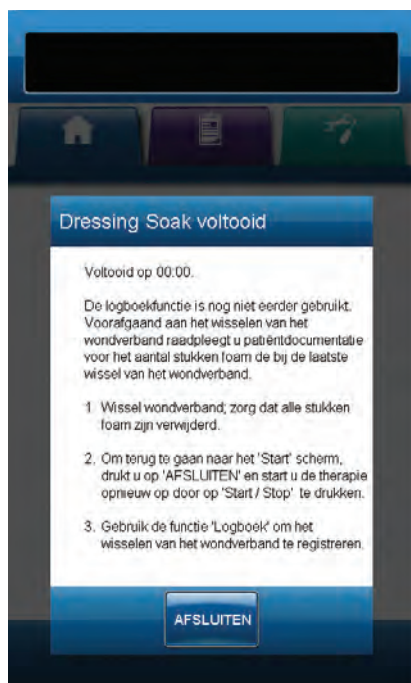 Dressing Soak voltooid
Voltooid op 00:00.
De logboekfunctie is nog niet eerder gebruikt.
Voorafgaand aan het wisselen van het
wondverband raadpleegt u patiëntdocumentatie
voor het aantal stukken foam de bij de laatste
wissel van het wondverband.
1 Wissel wondverband; zorg dat alle stukken
foam zijn verwijderd.
2. Om terug te gaan naar het 'Start' scherm,
drukt u op 'AFSLUITEN' en start u de therapie
opnieuw op door op 'Start / Stop' te drukken.
3. Gebruik de functie 'Logboek' om het
wisselen van het wondverband te registreren.
AFSLUITEN